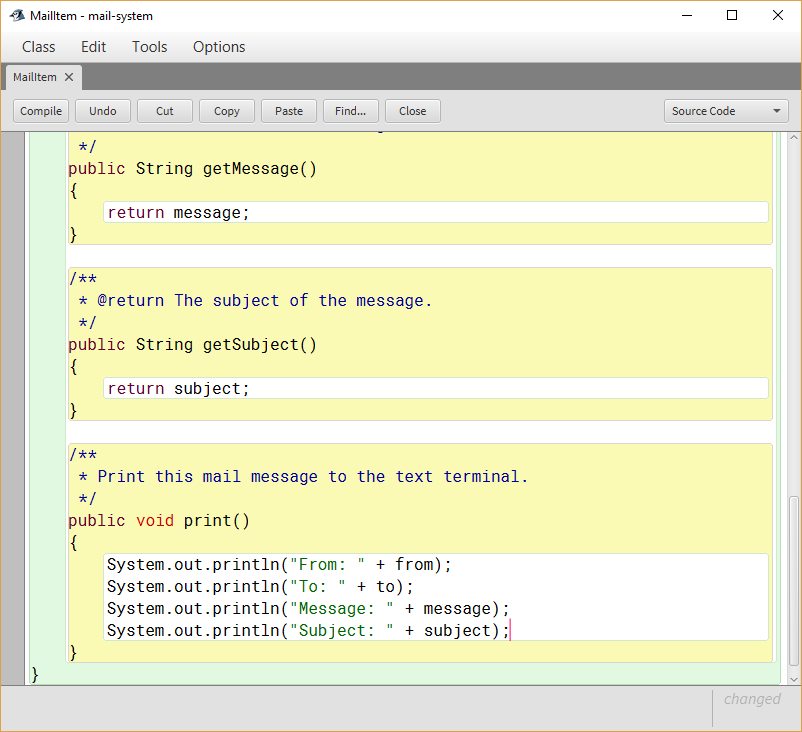 MailItem - mail-system
Class Edit Tools Options
MailItem
Compile Undo Cut Copy Paste Find... Close Source Code
*/
public String getMessage()
{
return message;
}
/**
* @return The subject of the message.
*/
public String getSubject()
{
return subject;
}
/**
* Print this mail message to the text terminal.
*/
public void print()
{
System.out.println("From: " + from);
System.out.println("To: " + to);
System.out.println("Message: " + message);
System.out.println("Subject: " + subject);
}
}
changed